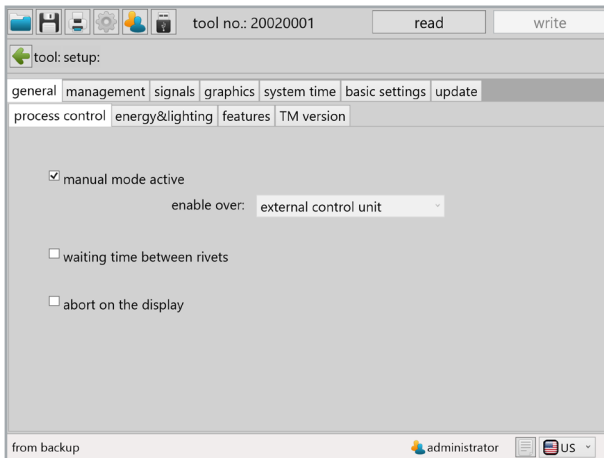 tool no.: 20020001 read write
tool: setup:
general management signals graphics system time basic settings update
process control energy&lighting features TM version
manual mode active
enable over: external control unit
waiting time between rivets
abort on the display
from backup administrator US